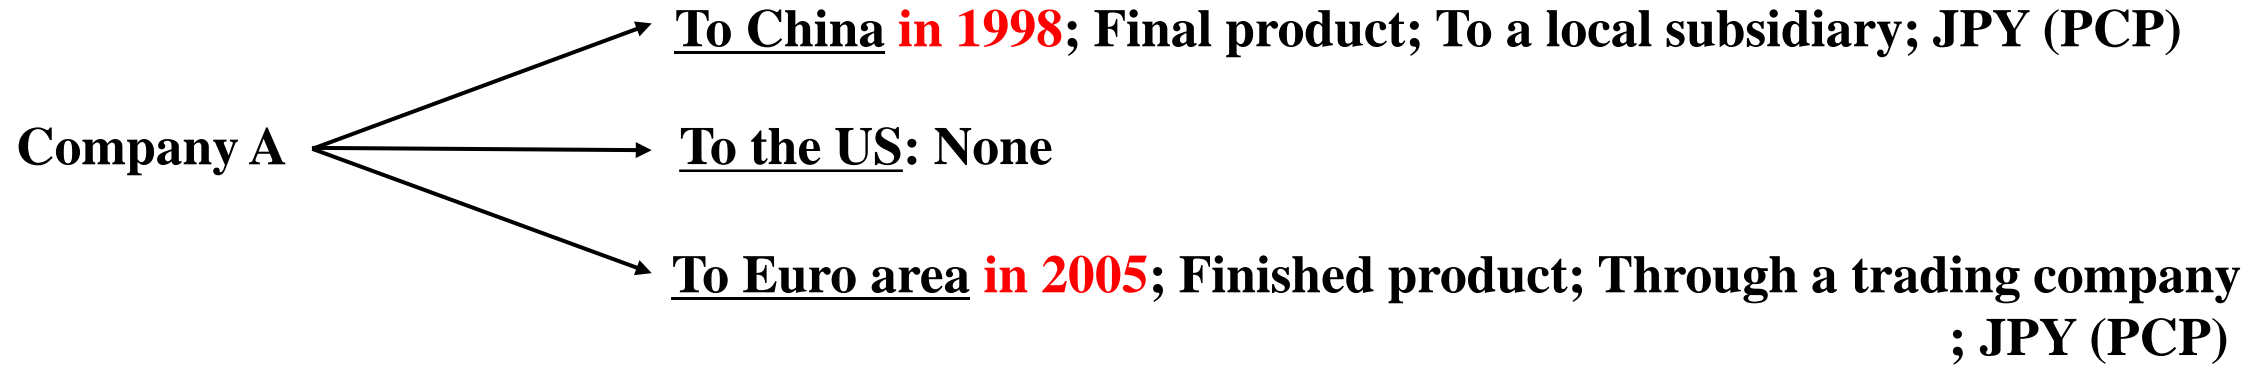 To China in 1998; Final product; To a local subsidiary; JPY (PCP)
Company A
To the US: None
To Euro area in 2005; Finished product; Through a trading company
; JPY (PCP)